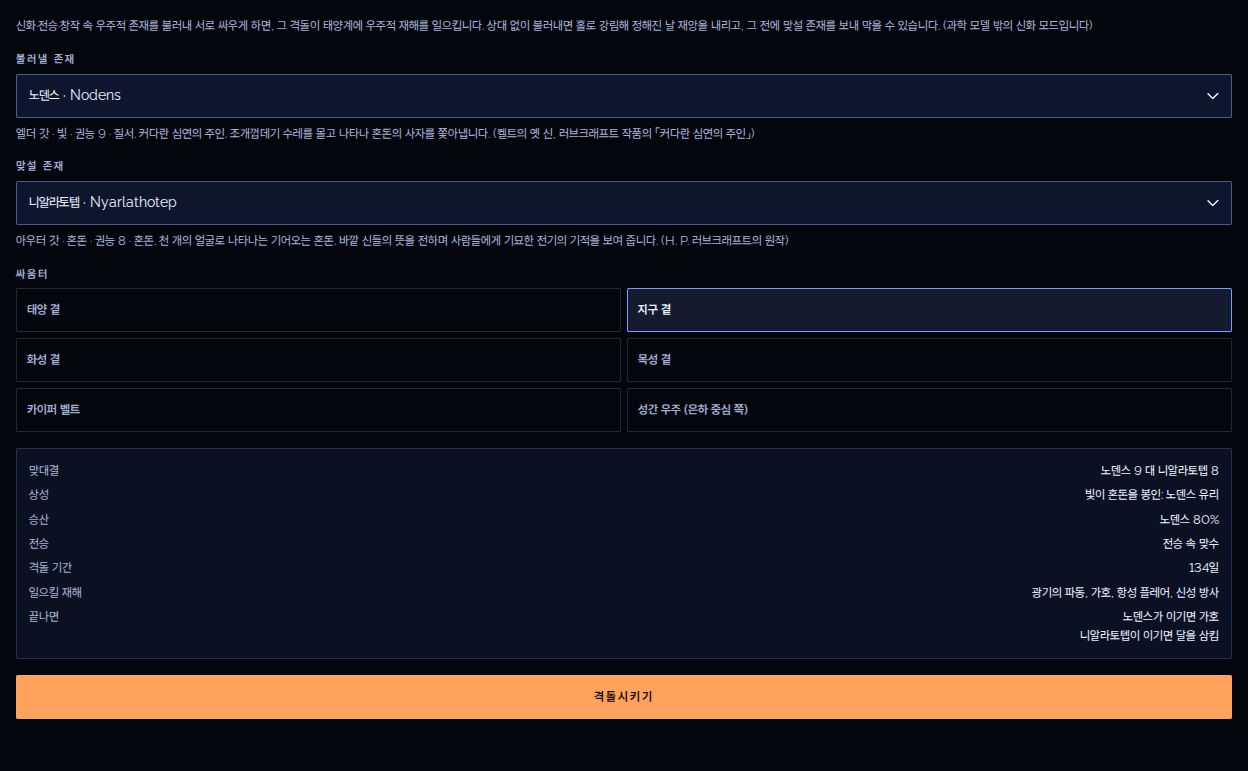 신화·전승·창작 속 우주적 존재를 불러내 서로 싸우게 하면, 그 격돌이 태양계에 우주적 재해를 일으킵니다. 상대 없이 불러내면 홀로 강림해 정해진 날 재앙을 내리고, 그 전에 맞설 존재를 보내 막을 수 있습니다. (과학 모델 밖의 신화 모드입니다)
불러낼 존재
노덴스 · Nodens
엘더 갓 · 빛 · 권능 9 · 질서. 커다란 심연의 주인. 조개껍데기 수레를 몰고 나타나 혼돈의 사자를 쫓아냅니다. (켈트의 옛 신, 러브크래프트 작품의 「커다란 심연의 주인」)
맞설 존재
니알라토텝 · Nyarlathotep
아우터 갓 · 혼돈 · 권능 8 · 혼돈. 천 개의 얼굴로 나타나는 기어오는 혼돈. 바깥 신들의 뜻을 전하며 사람들에게 기묘한 전기의 기적을 보여 줍니다. (H. P. 러브크래프트의 원작)
싸움터
태양 곁
지구 곁
화성 곁
목성 곁
카이퍼 벨트
성간 우주 (은하 중심 쪽)
맞대결 노덴스 9 대 니알라토텝 8
상성 빛이 혼돈을 봉인: 노덴스 유리
승산 노덴스 80%
전승 전승 속 맞수
격돌 기간 134일
일으킬 재해 광기의 파동, 가호, 항성 플레어, 신성 방사
끝나면 노덴스가 이기면 가호
니알라토텝이 이기면 달을 삼킴
격돌시키기